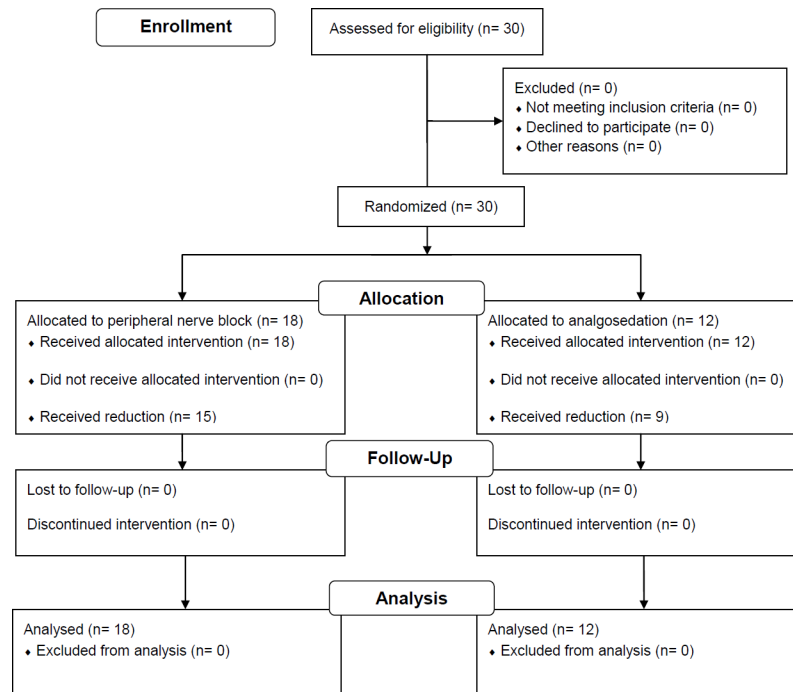 Enrollment
Assessed for eligibility (n= 30)
Excluded (n= 0)
♦ Not meeting inclusion criteria (n= 0)
♦ Declined to participate (n= 0)
♦ Other reasons (n= 0)
Randomized (n= 30)
Allocation
Allocated to peripheral nerve block (n= 18)
♦ Received allocated intervention (n= 18)
♦ Did not receive allocated intervention (n= 0)
♦ Received reduction (n= 15)
Allocated to analgosedation (n= 12)
♦ Received allocated intervention (n= 12)
♦ Did not receive allocated intervention (n= 0)
♦ Received reduction (n= 9)
Follow-Up
Lost to follow-up (n= 0)
Discontinued intervention (n= 0)
Lost to follow-up (n= 0)
Discontinued intervention (n= 0)
Analysis
Analysed (n= 18)
♦ Excluded from analysis (n= 0)
Analysed (n= 12)
♦ Excluded from analysis (n= 0)